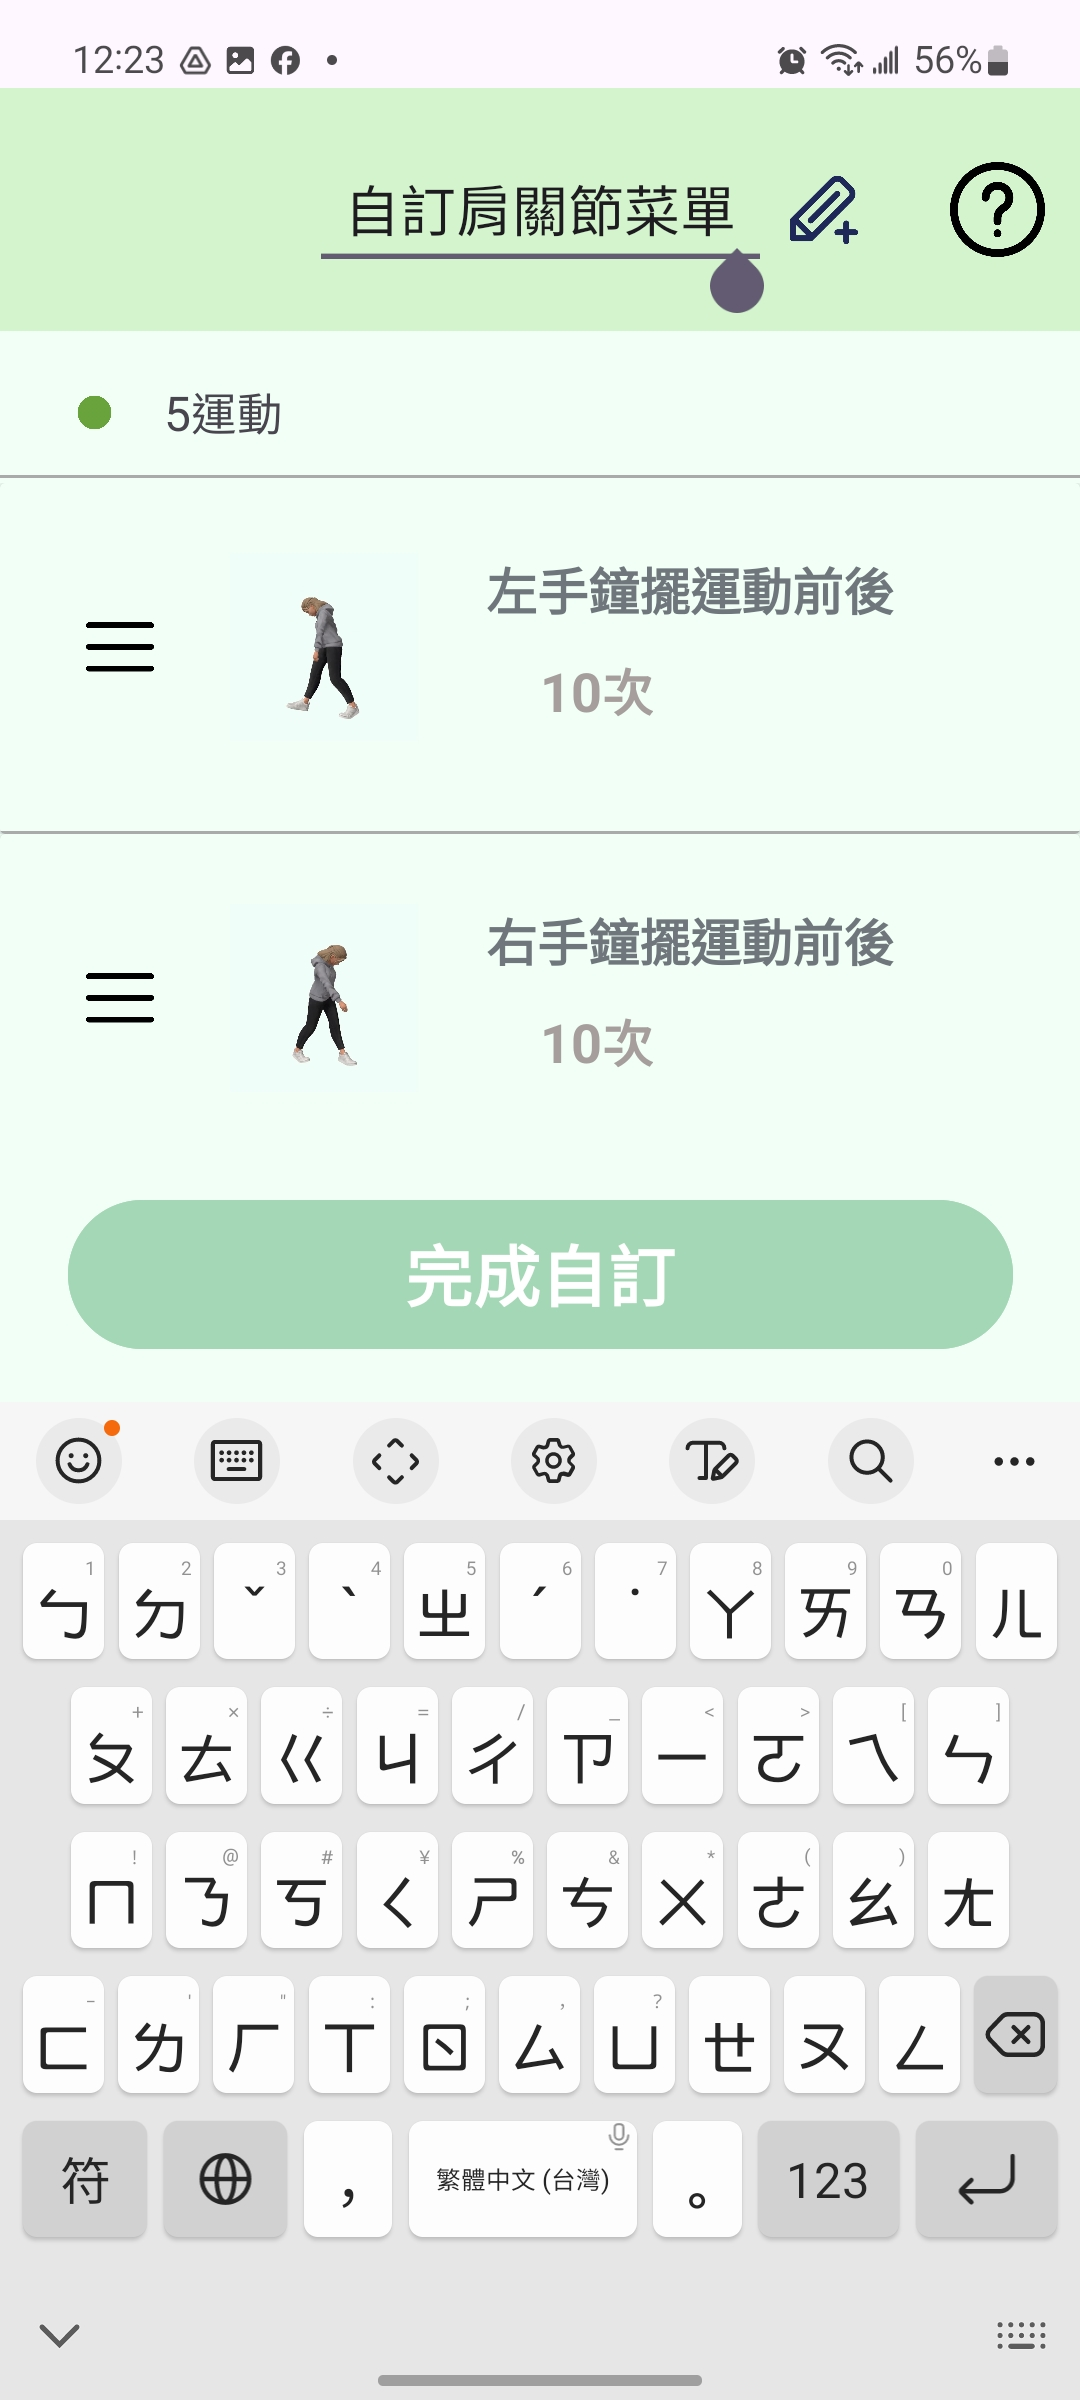 12:23 56%
自訂肩關節菜單
5運動
左手鐘擺運動前後
10次
右手鐘擺運動前後
10次
完成自訂
1 2 3 4 5 6 7 8 9 0
ㄅ ㄉ ˇ ˋ ㄓ ˊ ˙ ㄚ ㄞ ㄢ ㄦ
+ × ÷ = / _ < > [ ]
ㄆ ㄊ ㄍ ㄐ ㄔ ㄗ ㄧ ㄛ ㄟ ㄣ
! @ # ¥ % & * ( )
ㄇ ㄋ ㄎ ㄑ ㄕ ㄘ ㄨ ㄜ ㄠ ㄤ
- ' " : ; , ?
ㄈ ㄌ ㄏ ㄒ ㄖ ㄙ ㄩ ㄝ ㄡ ㄥ
符 , 繁體中文 (台灣) 。 123